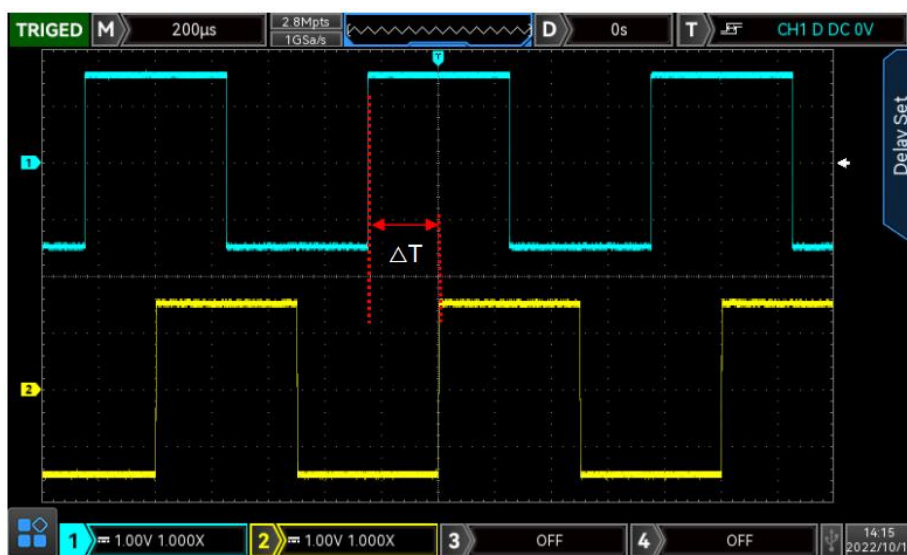 TRIGED M 200μs 2.8Mpts D 0s T CH1 D DC 0V
1GSa/s
T
Delay Set
1
△T
2
1 1.00V 1.000X 2 1.00V 1.000X 3 OFF 4 OFF 14:15
2022/10/1